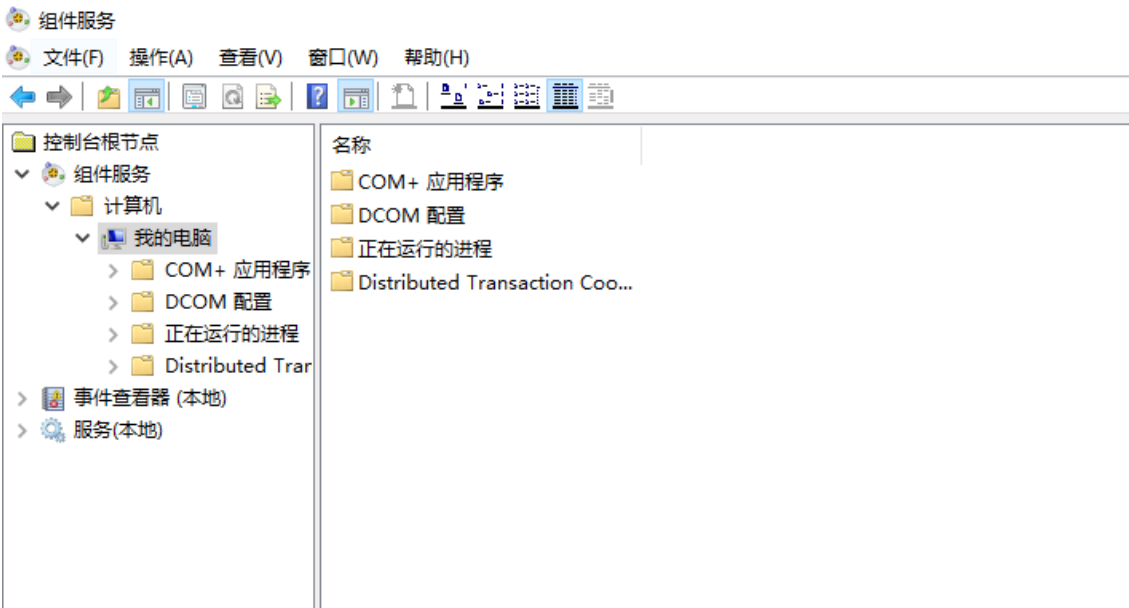 组件服务
文件(F) 操作(A) 查看(V) 窗口(W) 帮助(H)
控制台根节点
组件服务
计算机
我的电脑
COM+ 应用程序
DCOM 配置
正在运行的进程
Distributed Tran
事件查看器 (本地)
服务(本地)
名称
COM+ 应用程序
DCOM 配置
正在运行的进程
Distributed Transaction Coo...